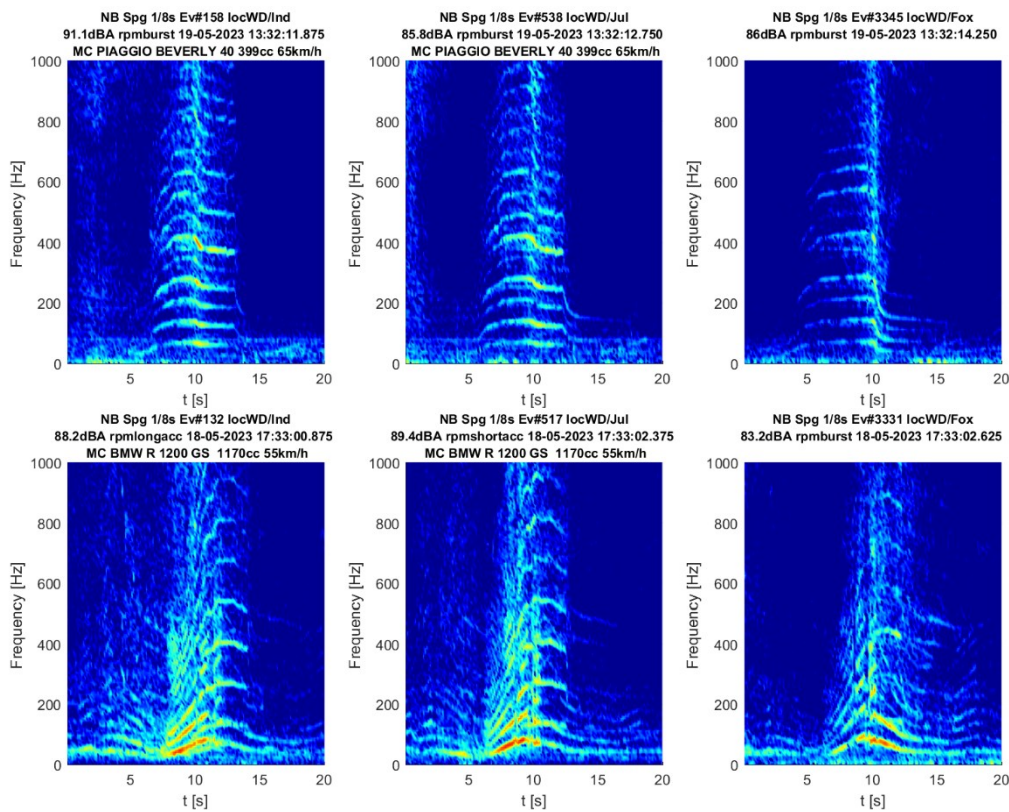 NB Spg 1/8s Ev#158 locWD/Ind
91.1dBA rpmburst 19-05-2023 13:32:11.875
MC PIAGGIO BEVERLY 40 399cc 65km/h
1000
800
600
400
200
0
Frequency [Hz]
5 10 15 20
t [s]
NB Spg 1/8s Ev#538 locWD/Jul
85.8dBA rpmburst 19-05-2023 13:32:12.750
MC PIAGGIO BEVERLY 40 399cc 65km/h
1000
800
600
400
200
0
Frequency [Hz]
5 10 15 20
t [s]
NB Spg 1/8s Ev#3345 locWD/Fox
86dBA rpmburst 19-05-2023 13:32:14.250
1000
800
600
400
200
0
Frequency [Hz]
5 10 15 20
t [s]
NB Spg 1/8s Ev#132 locWD/Ind
88.2dBA rpmlongacc 18-05-2023 17:33:00.875
MC BMW R 1200 GS 1170cc 55km/h
1000
800
600
400
200
0
Frequency [Hz]
5 10 15 20
t [s]
NB Spg 1/8s Ev#517 locWD/Jul
89.4dBA rpmshortacc 18-05-2023 17:33:02.375
MC BMW R 1200 GS 1170cc 55km/h
1000
800
600
400
200
0
Frequency [Hz]
5 10 15 20
t [s]
NB Spg 1/8s Ev#3331 locWD/Fox
83.2dBA rpmburst 18-05-2023 17:33:02.625
1000
800
600
400
200
0
Frequency [Hz]
5 10 15 20
t [s]